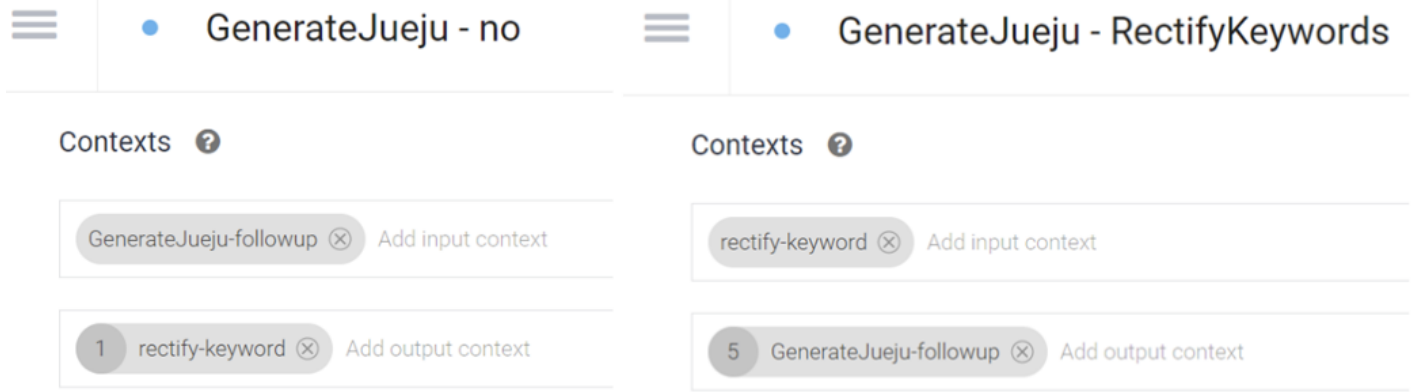 GenerateJueju - no
Contexts ?
GenerateJueju-followup Add input context
1 rectify-keyword Add output context
GenerateJueju - RectifyKeywords
Contexts ?
rectify-keyword Add input context
5 GenerateJueju-followup Add output context